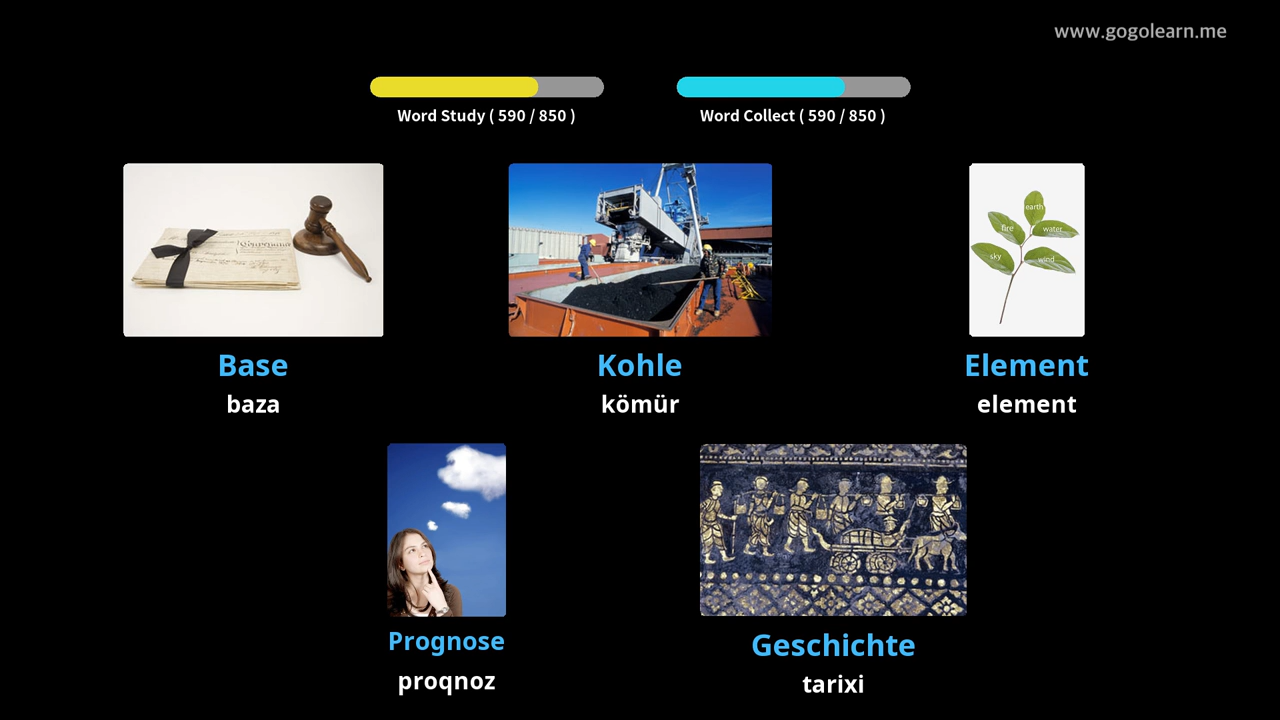 www.gogolearn.me
Word Study ( 590 / 850 )
Word Collect ( 590 / 850 )
earth
fire
water
sky
wind
Base
Kohle
Element
baza
kömür
element
Prognose
Geschichte
proqnoz
tarixi